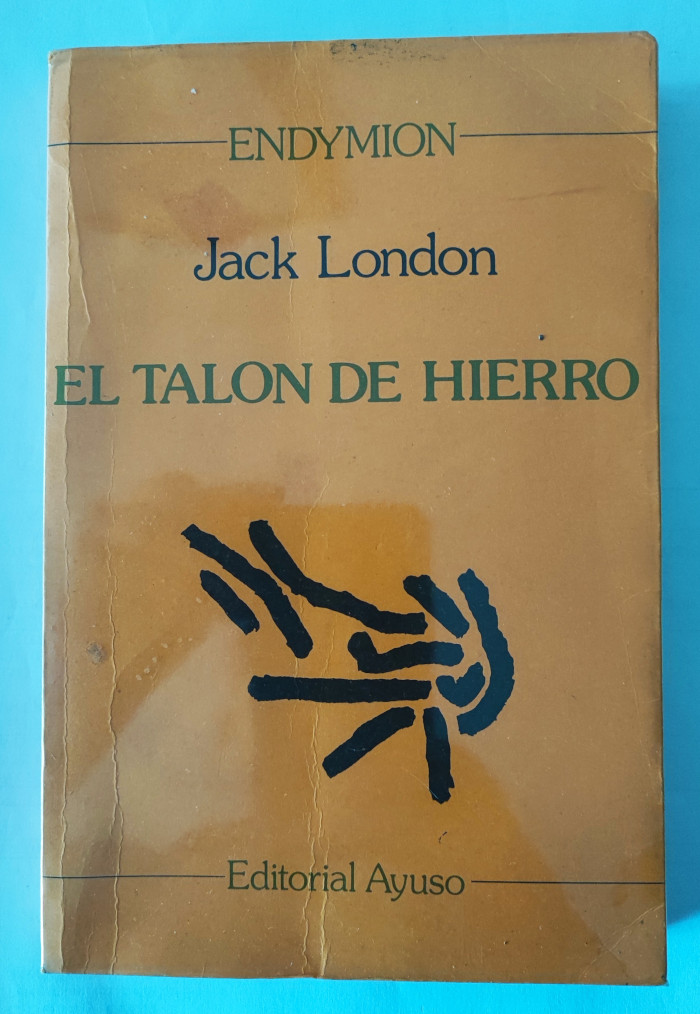 ENDYMION
Jack London
EL TALON DE HIERRO
Editorial Ayuso